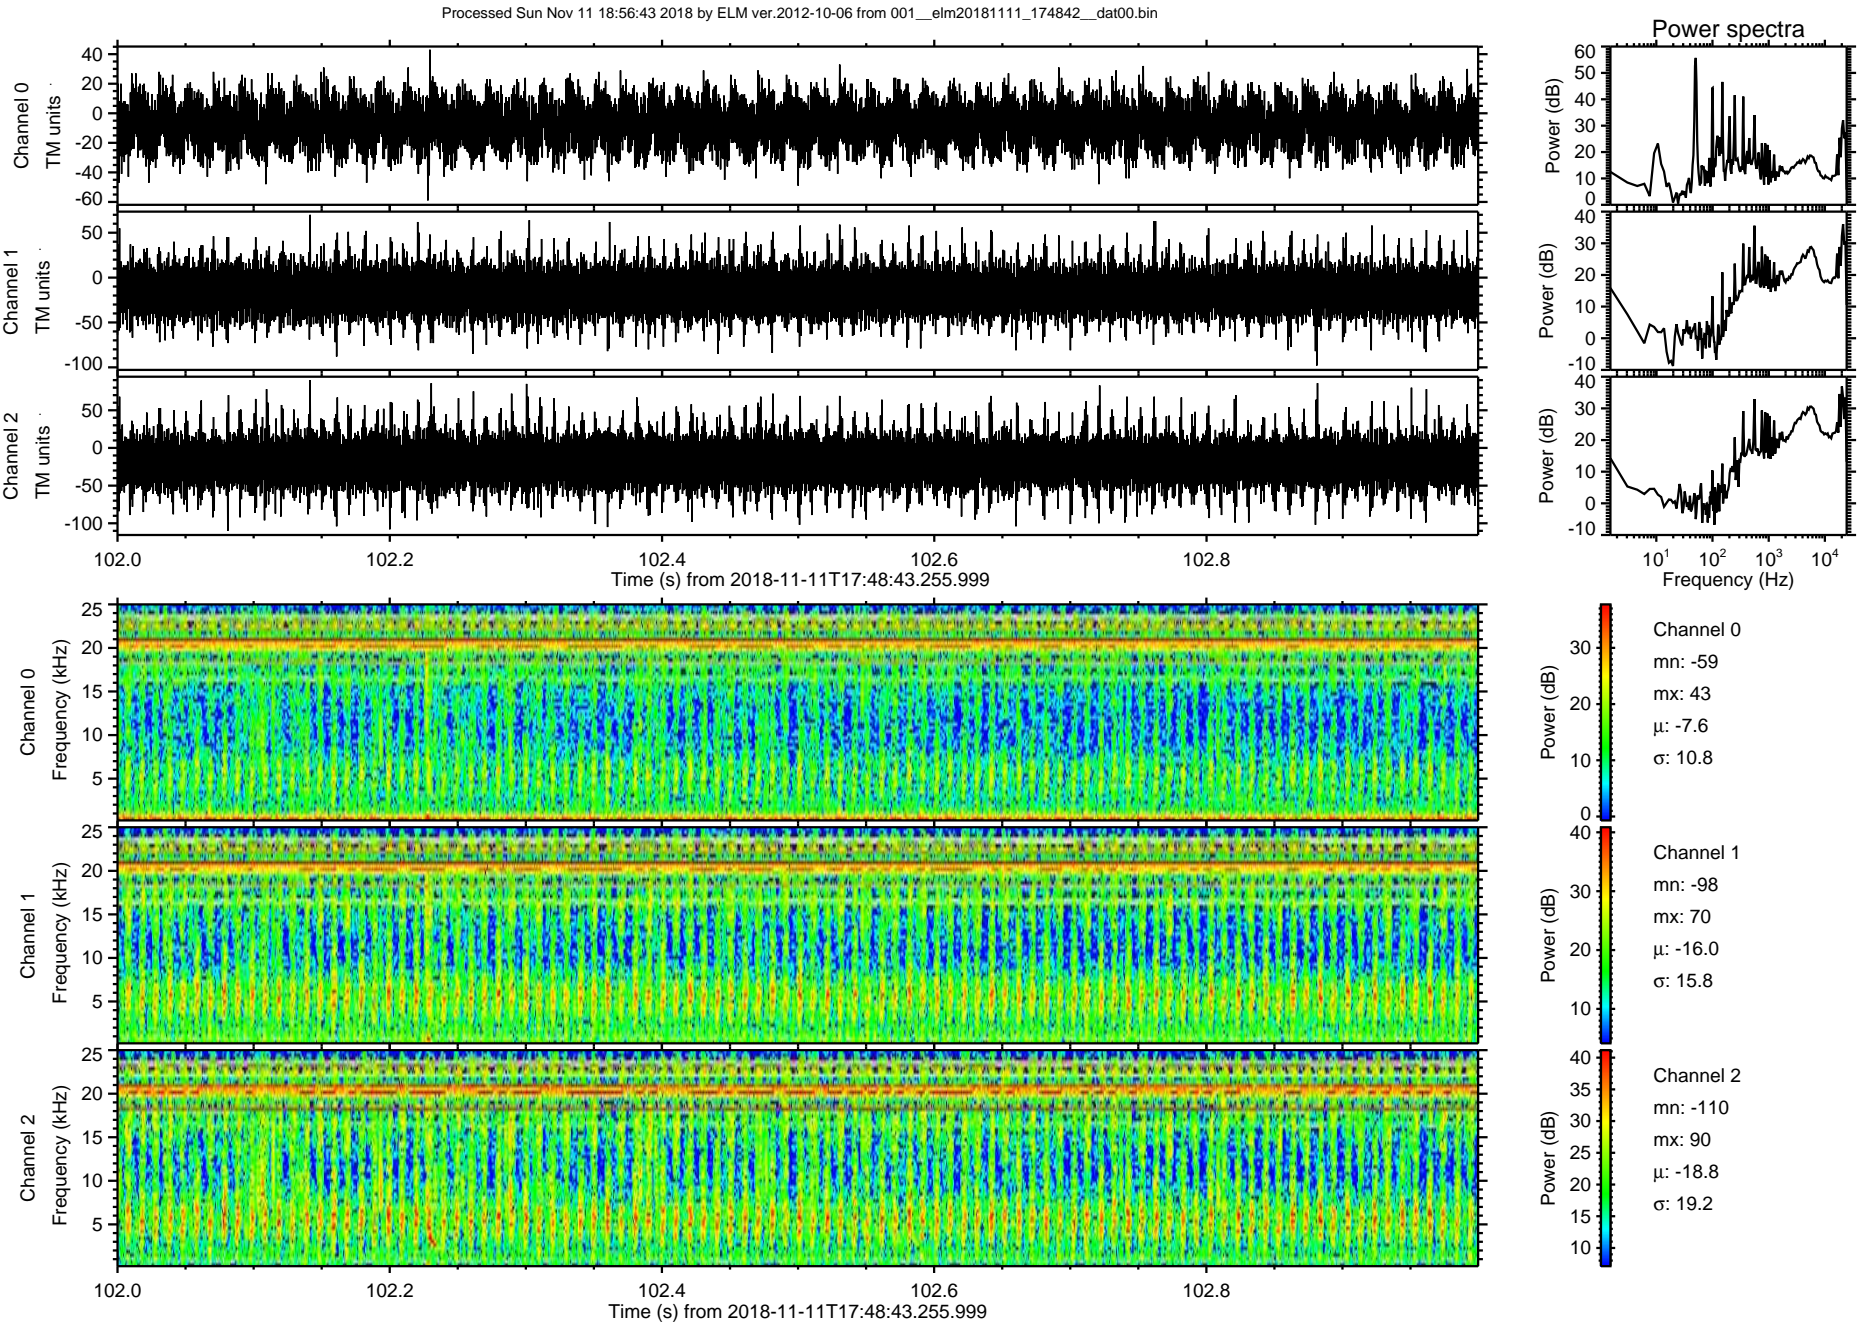 Processed Sun Nov 11 18:56:43 2018 by ELM ver.2012-10-06 from 001__elm20181111_174842__dat00.bin
Power spectra
Channel 0
TM units
40
20
0
-20
-40
-60
Power (dB)
60
50
40
30
20
10
0
Channel 1
TM units
50
0
-50
-100
Power (dB)
40
30
20
10
0
-10
Channel 2
TM units
50
0
-50
-100
Power (dB)
40
30
20
10
0
-10
102.0 102.2 102.4 102.6 102.8
Time (s) from 2018-11-11T17:48:43.255.999
10¹ 10² 10³ 10⁴
Frequency (Hz)
Channel 0
Frequency (kHz)
25
20
15
10
5
Power (dB)
30
20
10
0
Channel 0
mn: -59
mx: 43
μ: -7.6
σ: 10.8
Channel 1
Frequency (kHz)
25
20
15
10
5
Power (dB)
40
30
20
10
Channel 1
mn: -98
mx: 70
μ: -16.0
σ: 15.8
Channel 2
Frequency (kHz)
25
20
15
10
5
Power (dB)
40
35
30
25
20
15
10
Channel 2
mn: -110
mx: 90
μ: -18.8
σ: 19.2
102.0 102.2 102.4 102.6 102.8
Time (s) from 2018-11-11T17:48:43.255.999